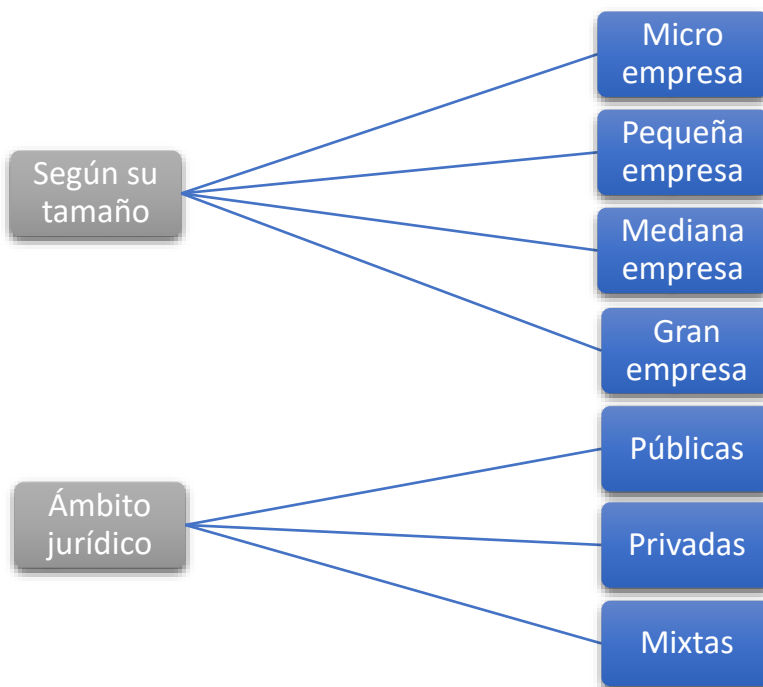 Según su
tamaño
Micro
empresa
Pequeña
empresa
Mediana
empresa
Gran
empresa
Ámbito
jurídico
Públicas
Privadas
Mixtas